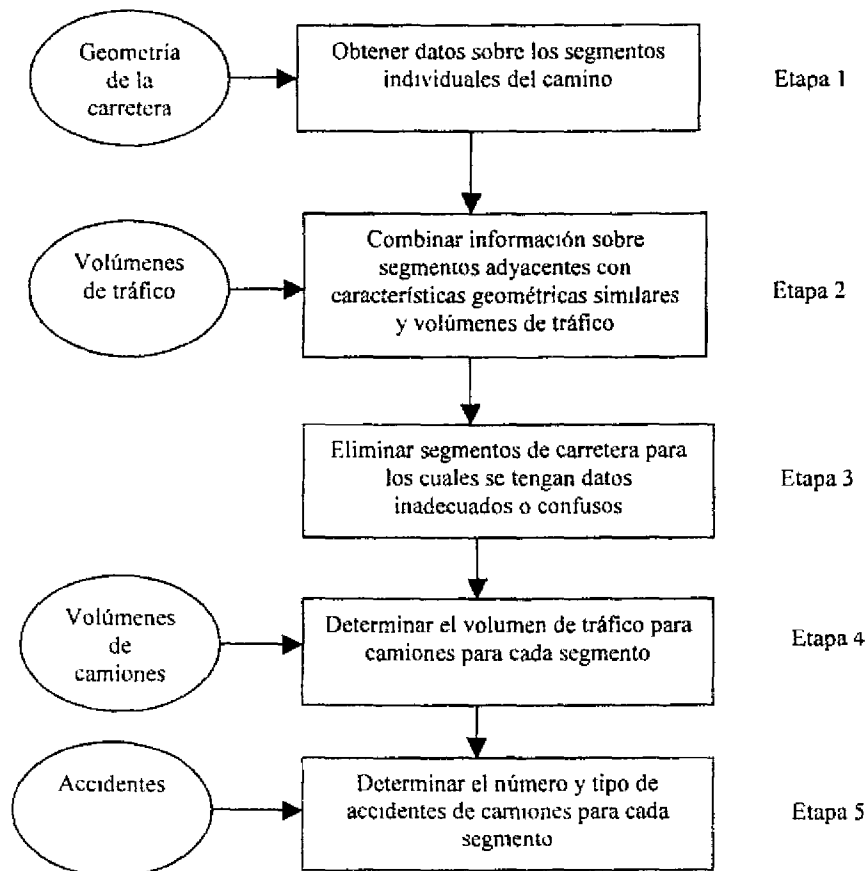 Geometría
de la
carretera
Obtener datos sobre los segmentos
individuales del camino
Etapa 1
Volúmenes
de tráfico
Combinar información sobre
segmentos adyacentes con
características geométricas similares
y volúmenes de tráfico
Etapa 2
Eliminar segmentos de carretera para
los cuales se tengan datos
inadecuados o confusos
Etapa 3
Volúmenes
de
camiones
Determinar el volumen de tráfico para
camiones para cada segmento
Etapa 4
Accidentes
Determinar el número y tipo de
accidentes de camiones para cada
segmento
Etapa 5